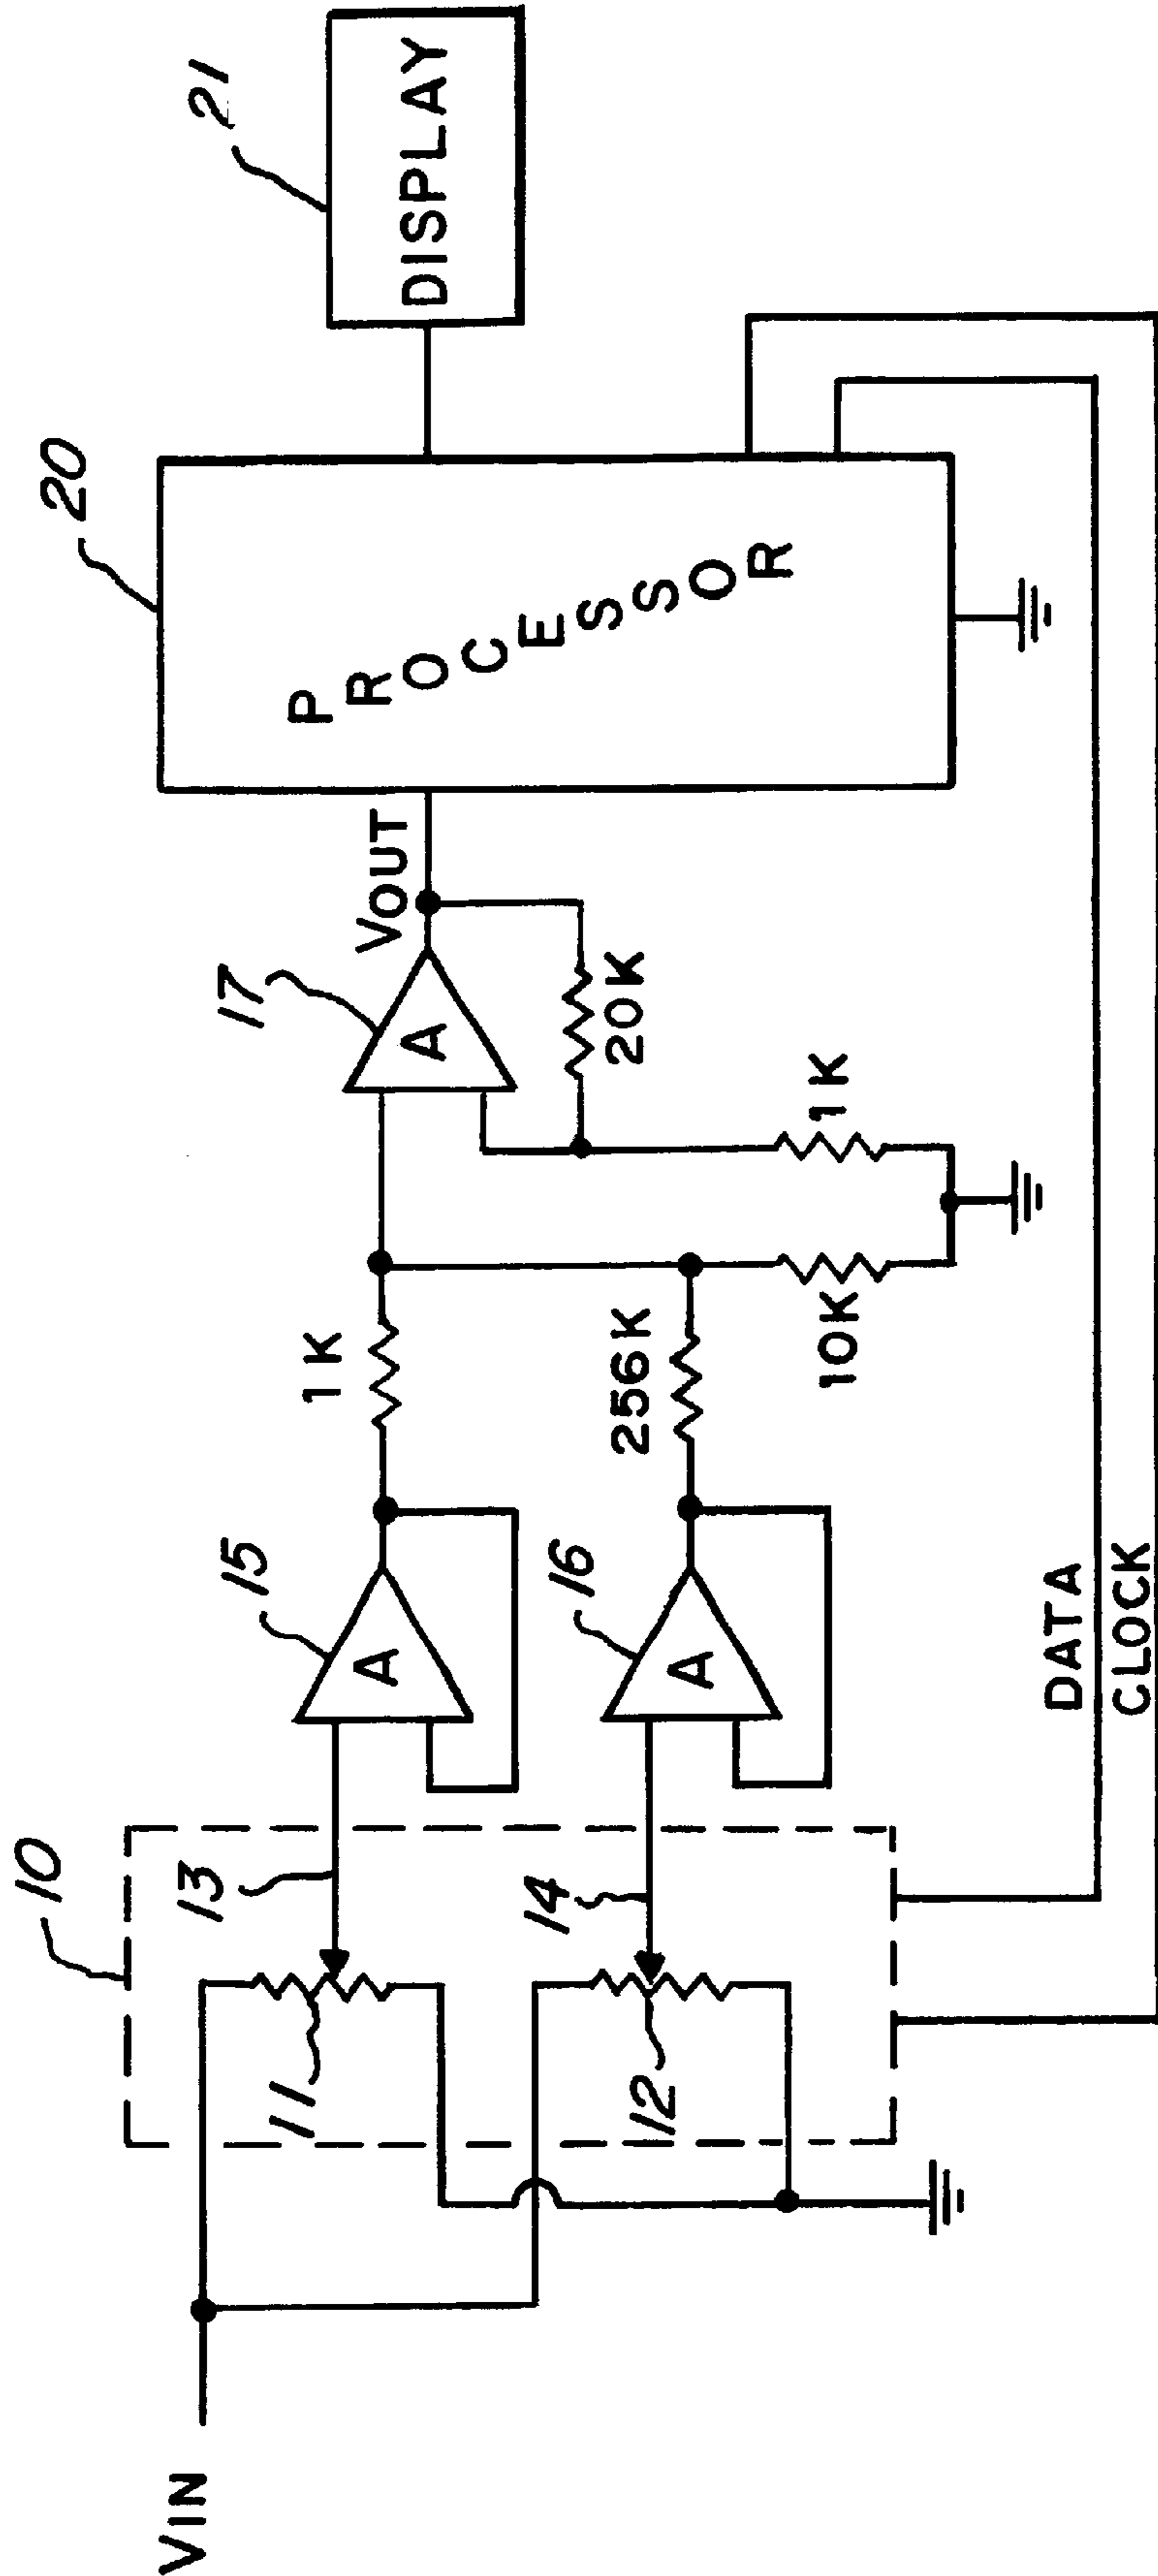 VIN
10
11
12
13
14
15
A
16
A
1K
256K
10K
1K
17
A
VOUT
20K
20
PROCESSOR
21
DISPLAY
DATA
CLOCK